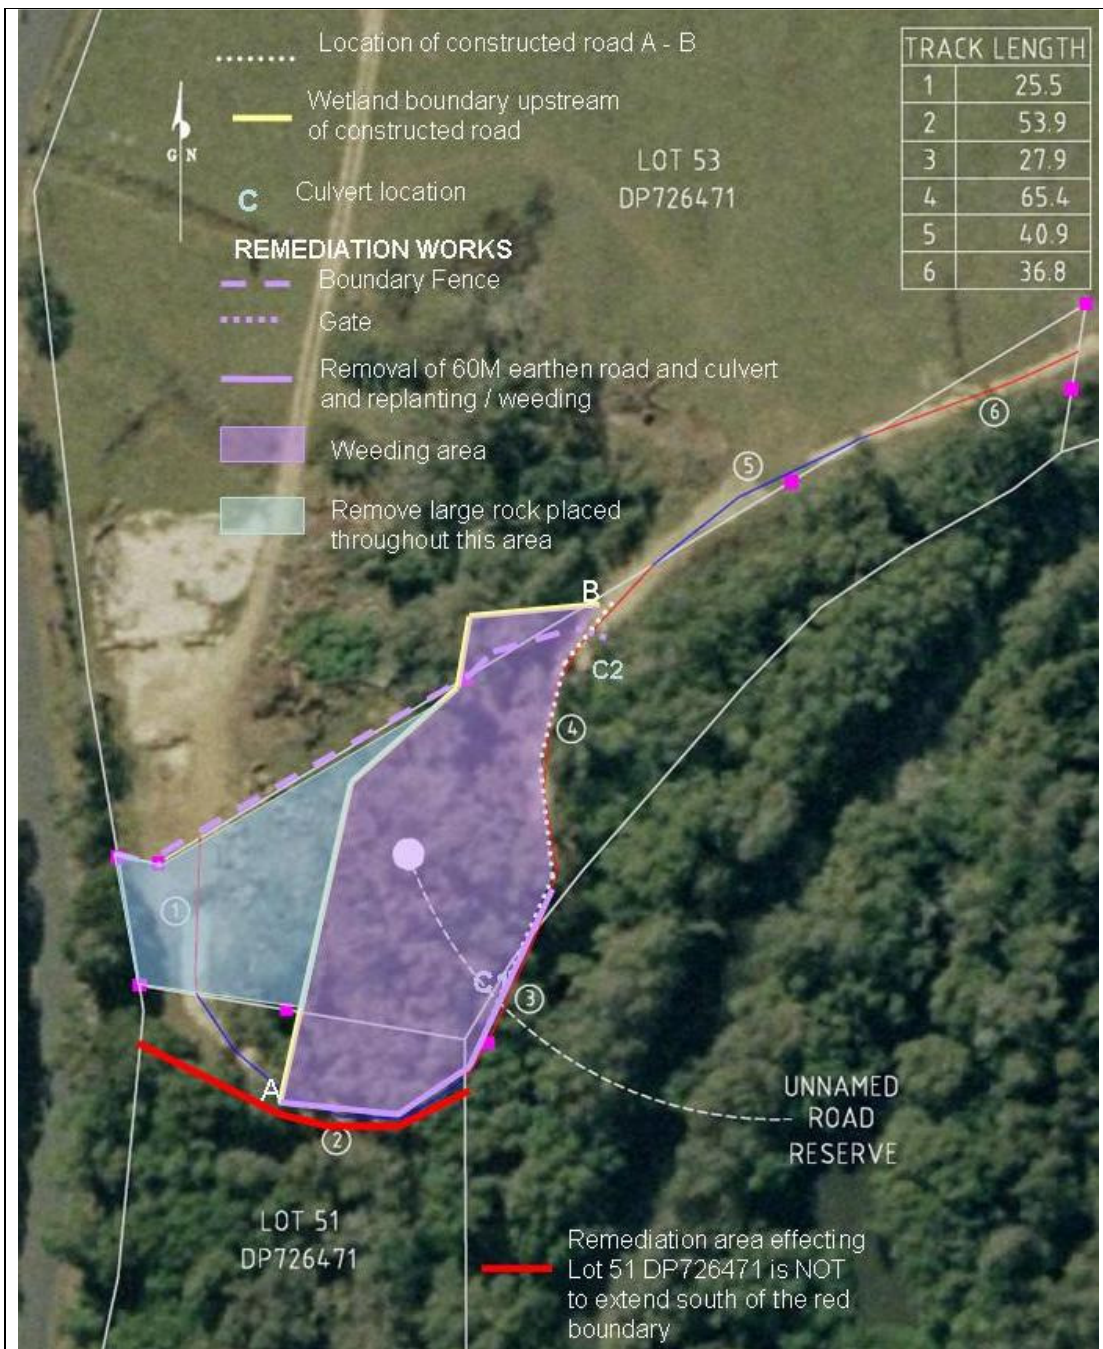 Location of constructed road A - B
Wetland boundary upstream
of constructed road
G N
C Culvert location
REMEDIATION WORKS
Boundary Fence
Gate
Removal of 60M earthen road and culvert
and replanting / weeding
Weeding area
Remove large rock placed
throughout this area
LOT 53
DP726471
TRACK LENGTH
1 25.5
2 53.9
3 27.9
4 65.4
5 40.9
6 36.8
6
5
B
C2
4
1
C
3
A
2
UNNAMED
ROAD
RESERVE
LOT 51
DP726471
Remediation area effecting
Lot 51 DP726471 is NOT
to extend south of the red
boundary